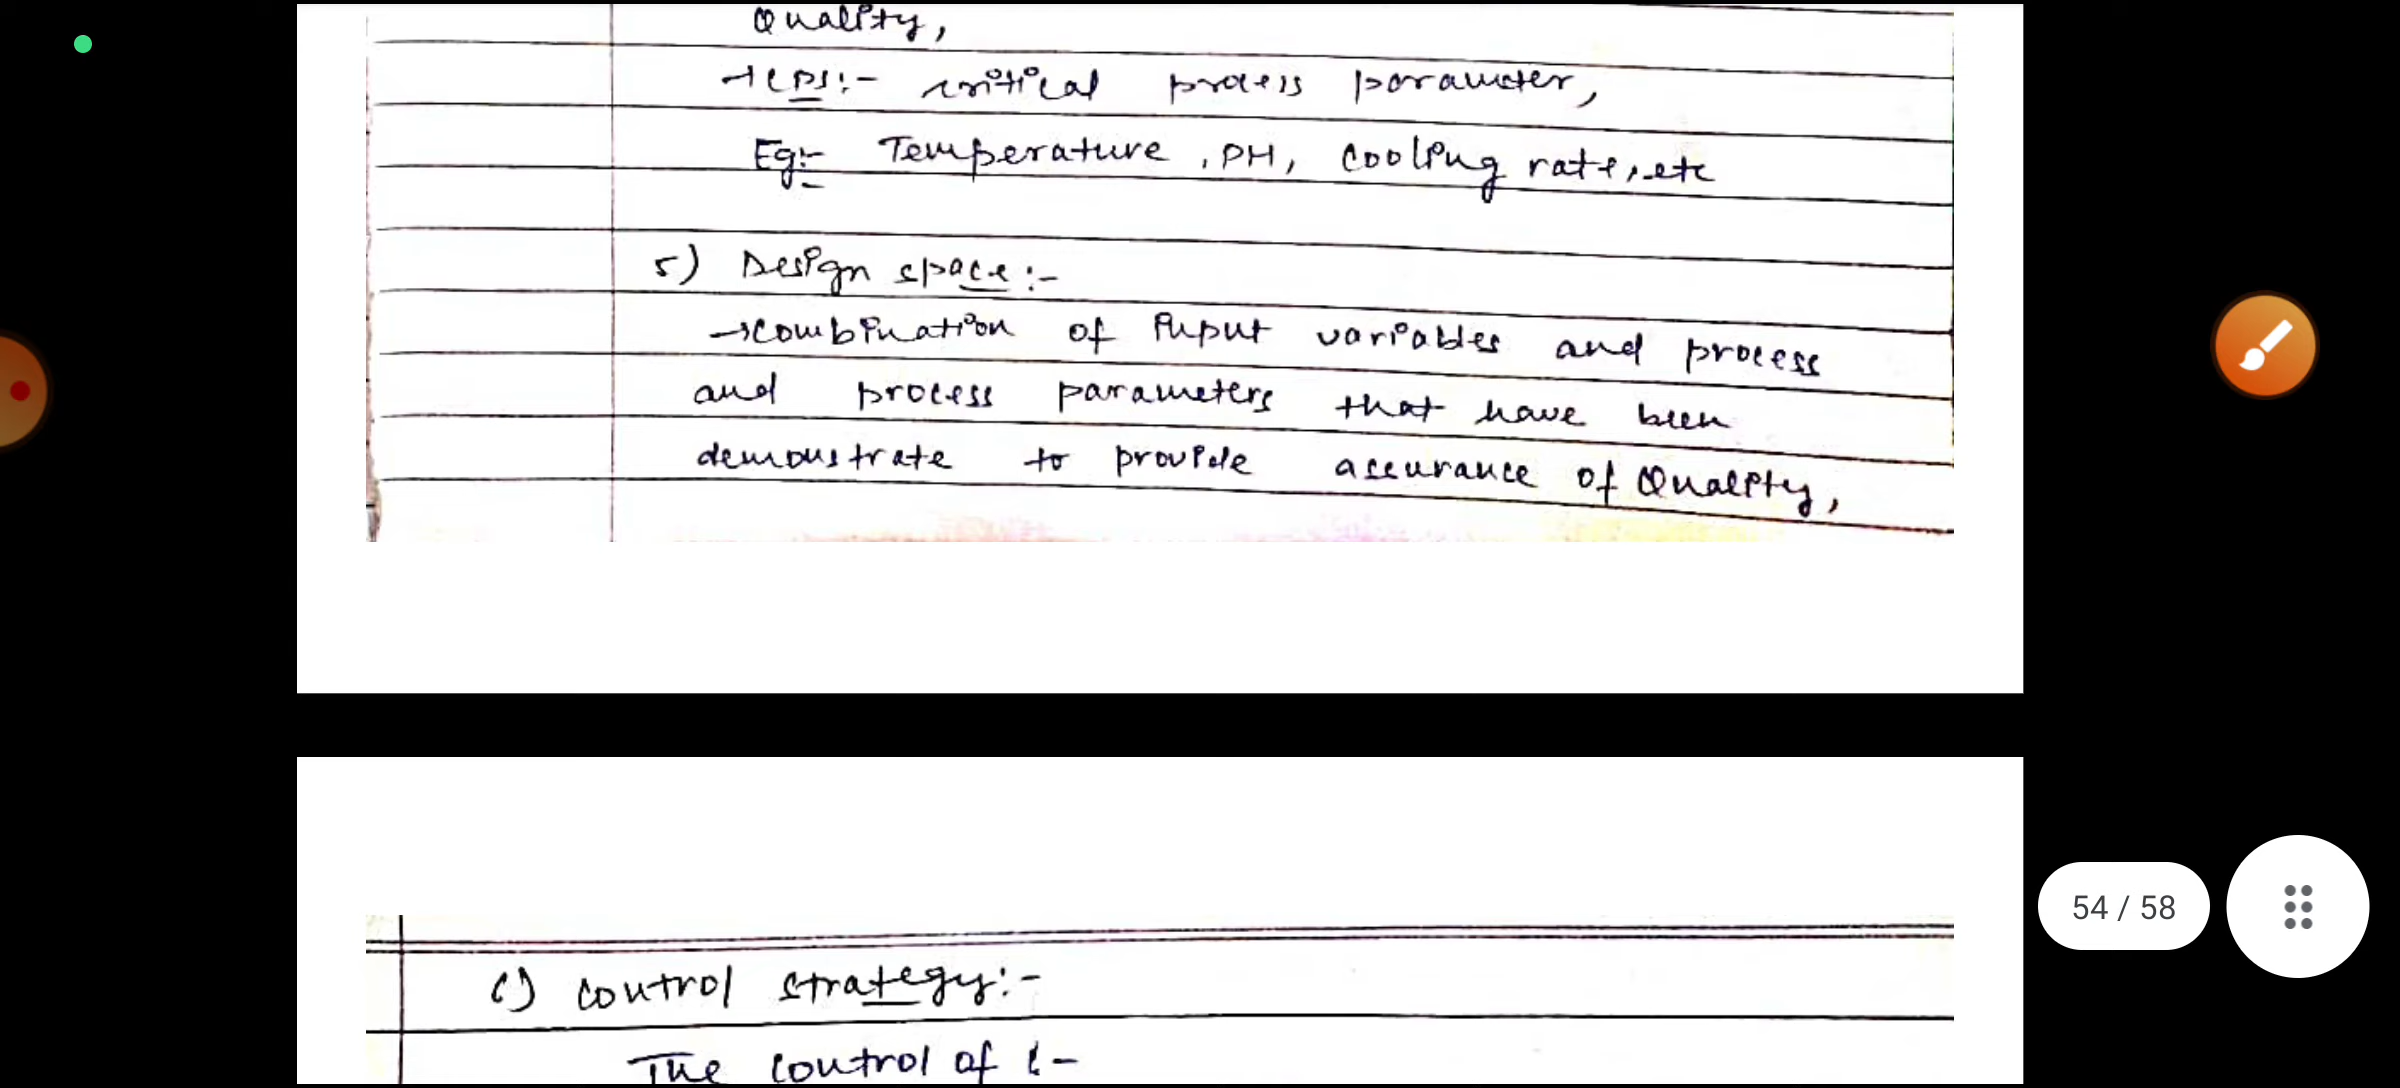 Quality,
→ CPS:- critical process parameter,
Eg:- Temperature, PH, cooling rate, etc
5) Design space :-
→ combination of input variables and process
and process parameters that have been
demonstrate to provide assurance of Quality,
54 / 58
6) control strategy:-
The control of :-